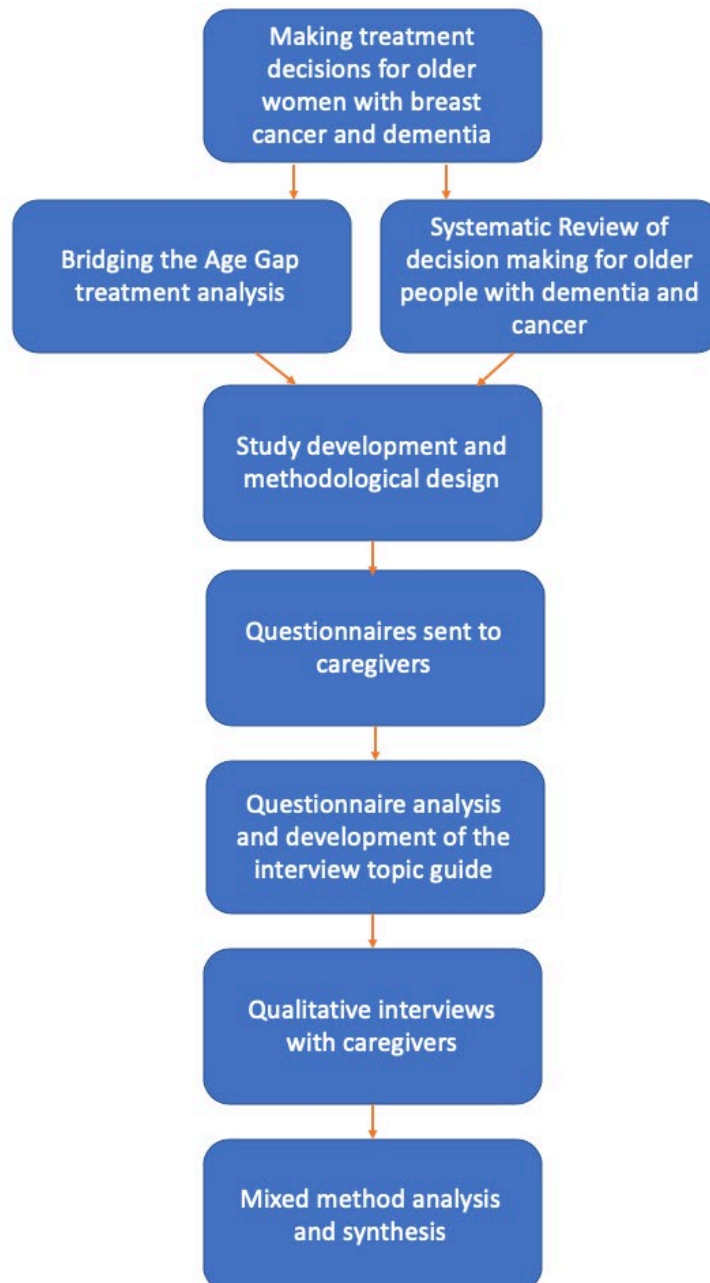 Making treatment
decisions for older
women with breast
cancer and dementia
Bridging the Age Gap
treatment analysis
Systematic Review of
decision making for older
people with dementia and
cancer
Study development and
methodological design
Questionnaires sent to
caregivers
Questionnaire analysis
and development of the
interview topic guide
Qualitative interviews
with caregivers
Mixed method analysis
and synthesis